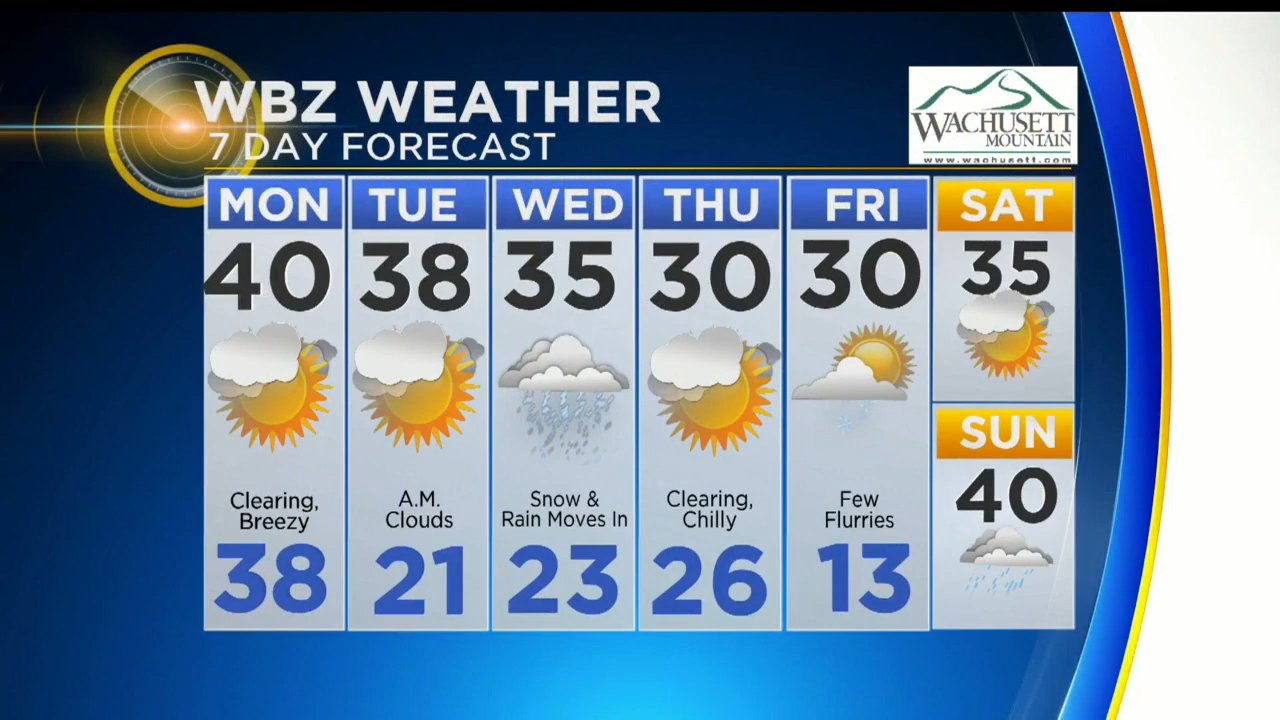 WBZ WEATHER
7 DAY FORECAST
WACHUSETT
MOUNTAIN
www.wachusett.com
MON
40
Clearing,
Breezy
38
TUE
38
A.M.
Clouds
21
WED
35
Snow &
Rain Moves In
23
THU
30
Clearing,
Chilly
26
FRI
30
Few
Flurries
13
SAT
35
SUN
40